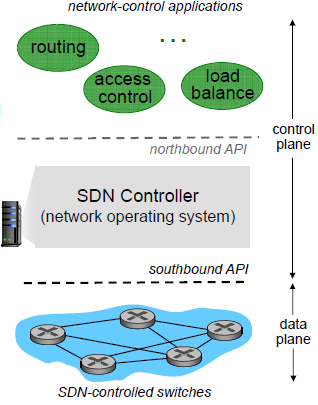 network-control applications
routing
...
access
control
load
balance
control
plane
northbound API
SDN Controller
(network operating system)
southbound API
data
plane
SDN-controlled switches